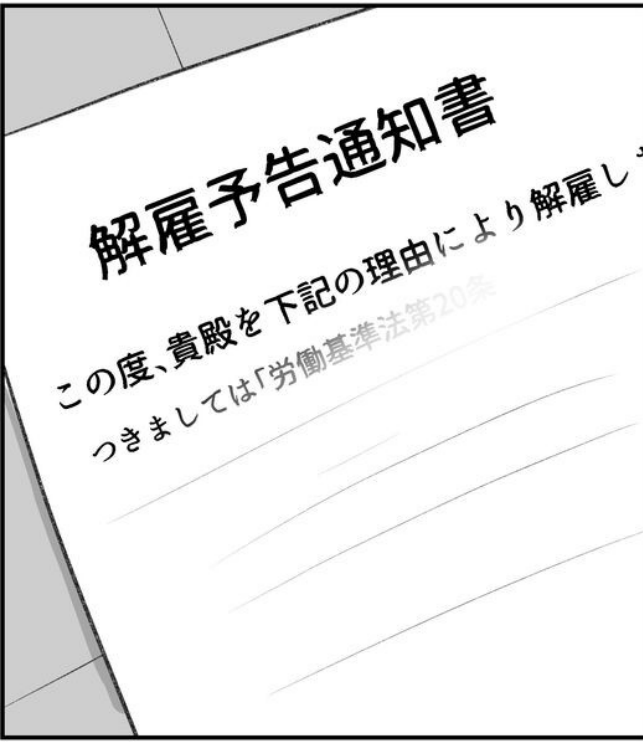 解雇予告通知書
この度、貴殿を下記の理由により解雇し
つきましては「労働基準法第20条